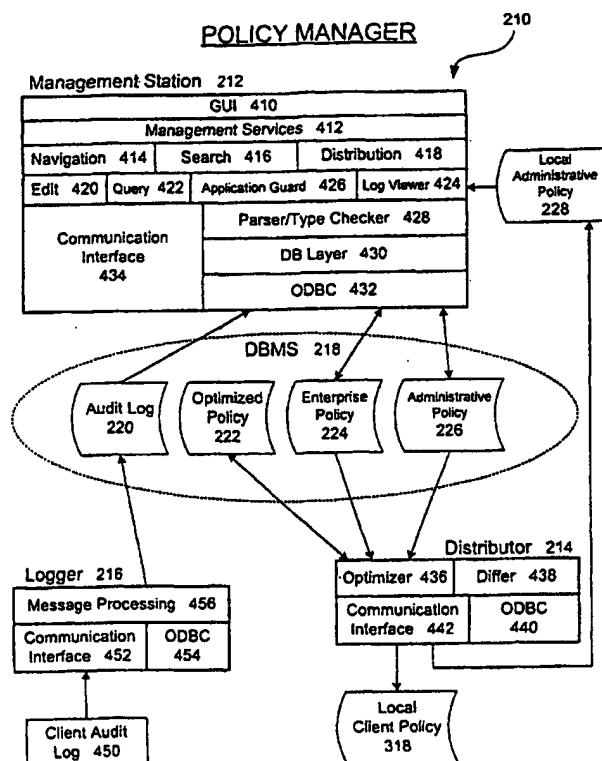 POLICY MANAGER
210
Management Station 212
GUI 410
Management Services 412
Navigation 414
Search 416
Distribution 418
Edit 420
Query 422
Application Guard 426
Log Viewer 424
Local
Administrative
Policy
228
Communication
Interface
434
Parser/Type Checker 428
DB Layer 430
ODBC 432
DBMS 218
Audit Log
220
Optimized
Policy
222
Enterprise
Policy
224
Administrative
Policy
226
Distributor 214
Optimizer 436
Differ 438
Communication
Interface 442
ODBC
440
Logger 216
Message Processing 456
Communication
Interface 452
ODBC
454
Client Audit
Log 450
Local
Client Policy
318